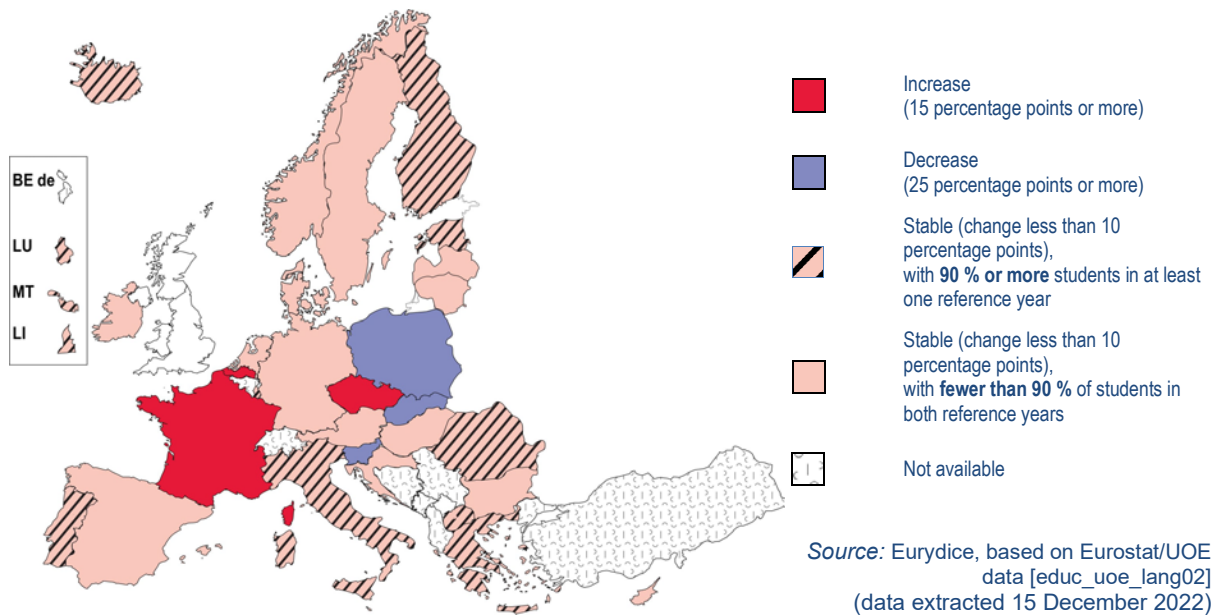 BE de
LU
MT
LI
Increase
(15 percentage points or more)
Decrease
(25 percentage points or more)
Stable (change less than 10
percentage points),
with 90 % or more students in at least
one reference year
Stable (change less than 10
percentage points),
with fewer than 90 % of students in
both reference years
Not available
Source: Eurydice, based on Eurostat/UOE
data [educ_uoe_lang02]
(data extracted 15 December 2022)